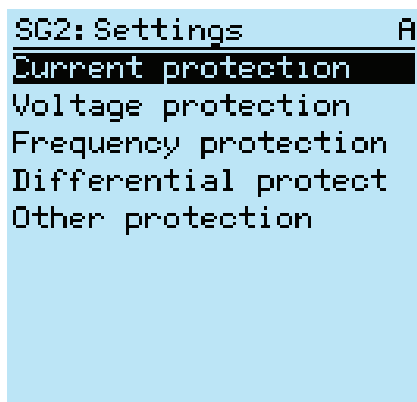 SG2:Settings A
Current protection
Voltage protection
Frequency protection
Differential protect
Other protection